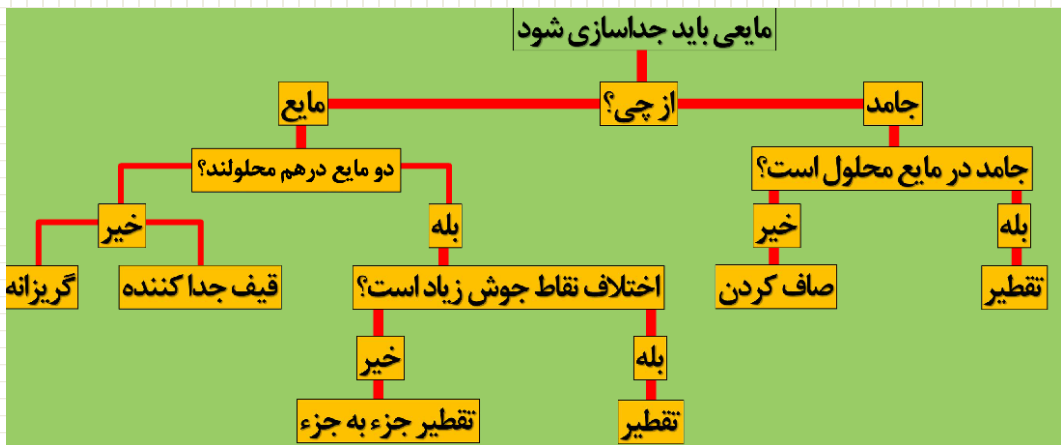 مایعی باید جداسازی شود
جامد
از چی؟
مایع
جامد در مایع محلول است؟
دو مایع درهم محلولند؟
بله
خیر
بله
خیر
تقطیر
صاف کردن
اختلاف نقاط جوش زیاد است؟
قیف جدا کننده
گریزانه
بله
خیر
تقطیر
تقطیر جزء به جزء